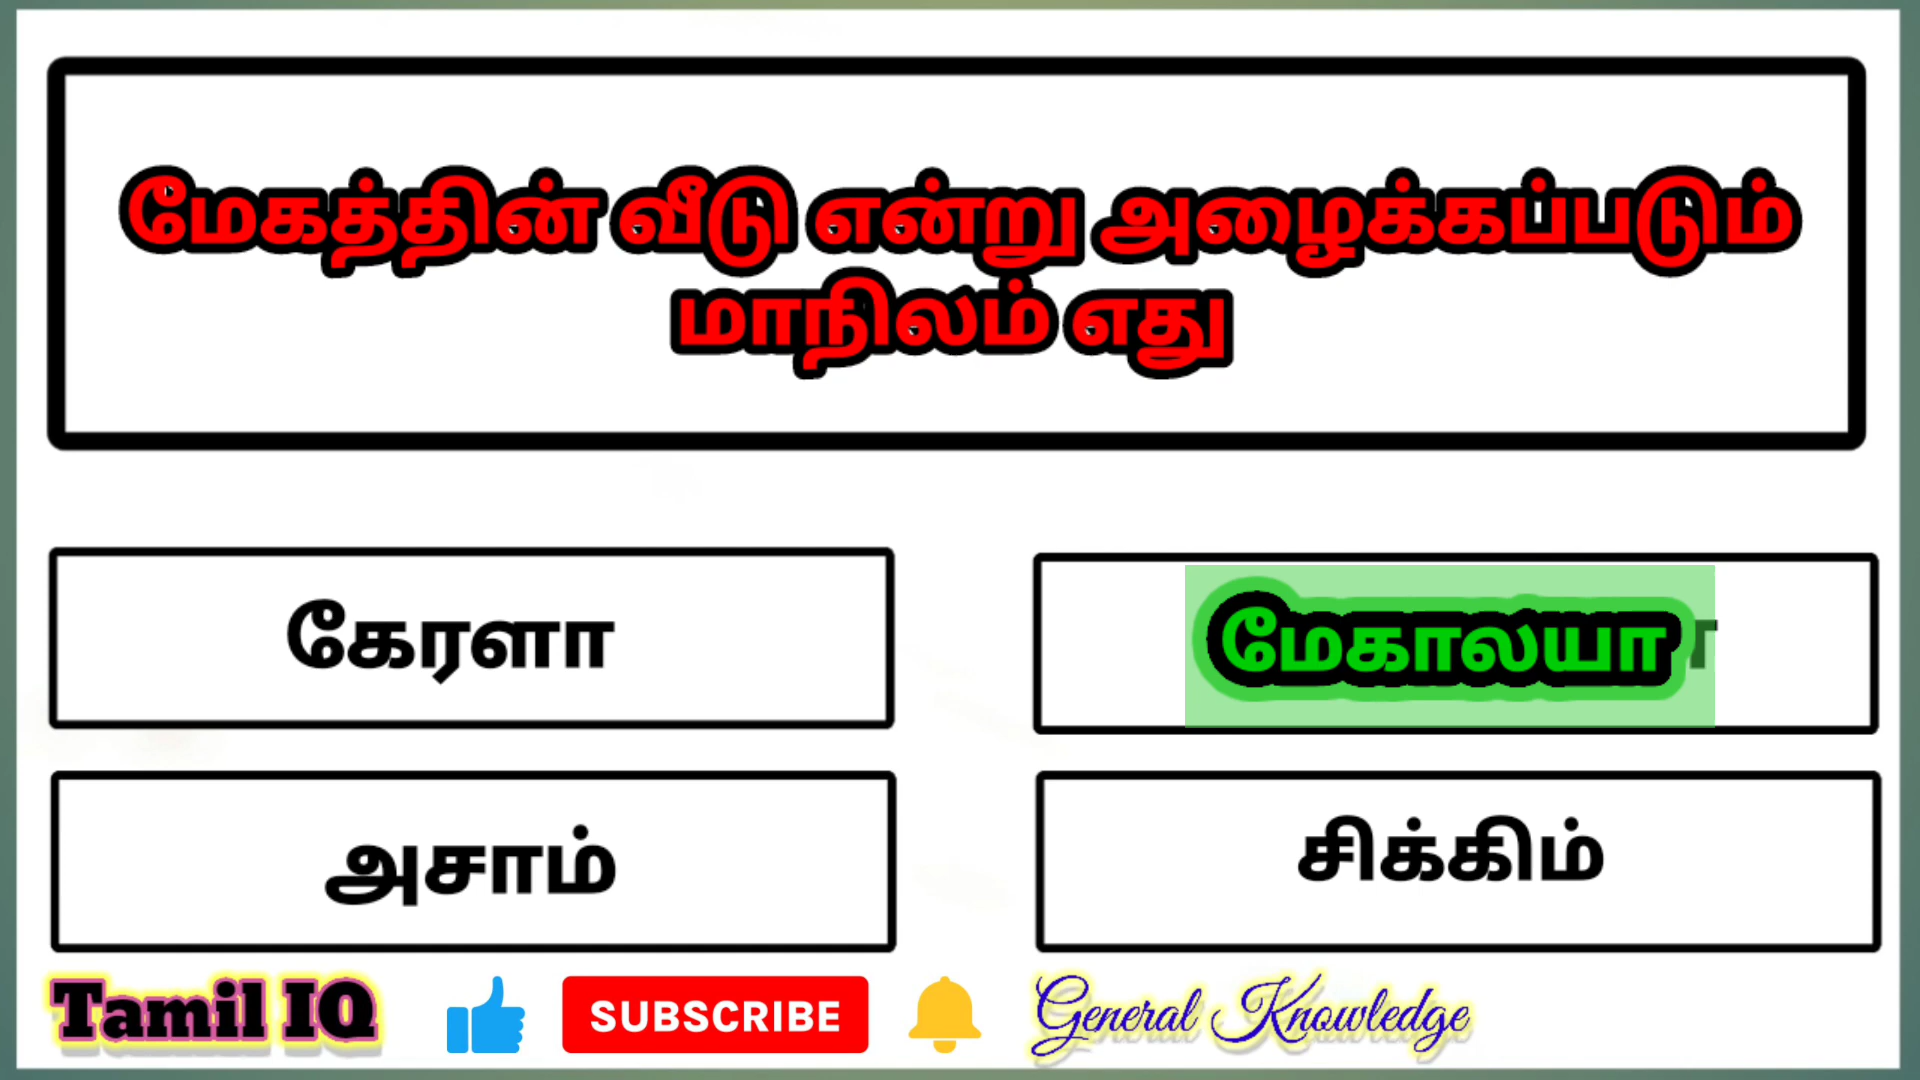 மேகத்தின் வீடு என்று அழைக்கப்படும்
மாநிலம் எது
கேரளா
மேகாலயா
அசாம்
சிக்கிம்
Tamil IQ
SUBSCRIBE
General Knowledge